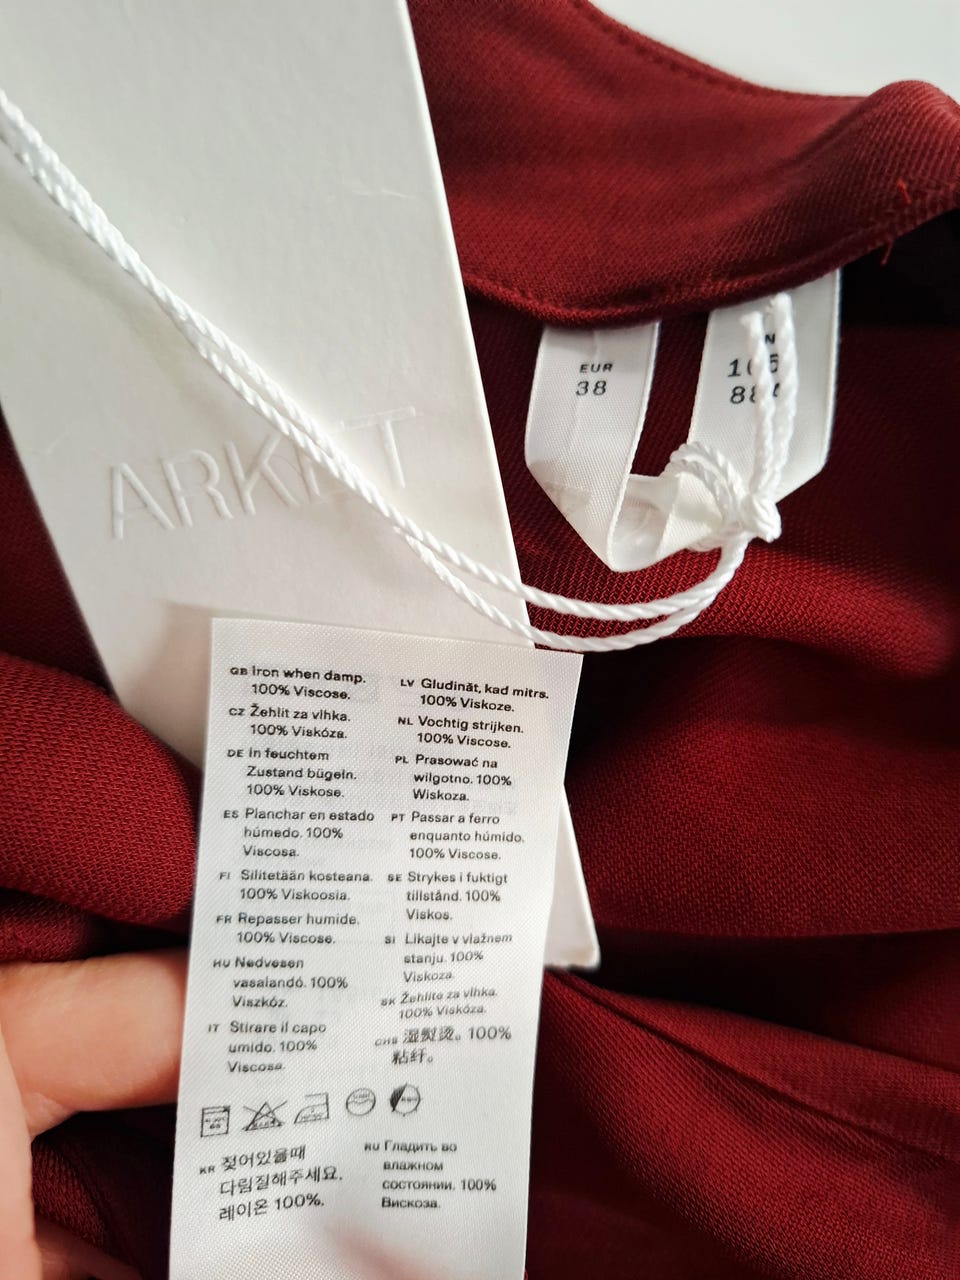 ARKET
EUR
38
GB Iron when damp.
100% Viscose.
CZ Žehlit za vlhka.
100% Viskóza.
DE In feuchtem
Zustand bügeln.
100% Viskose.
ES Planchar en estado
húmedo. 100%
Viscosa.
FI Silitetään kosteana.
100% Viskoosia.
FR Repasser humide.
100% Viscose.
HU Nedvesen
vasalandó. 100%
Viszkóz.
IT Stirare il capo
umido. 100%
Viscosa.
LV Gludināt, kad mitrs.
100% Viskoze.
NL Vochtig strijken.
100% Viscose.
PL Prasować na
wilgotno. 100%
Wiskoza.
PT Passar a ferro
enquanto húmido.
100% Viscose.
SE Strykes i fuktigt
tillstånd. 100%
Viskos.
SI Likajte v vlažnem
stanju. 100%
Viskoza.
SK Žehlite za vlhka.
100% Viskóza.
CHS 湿熨烫。100%
粘纤。
KR 젖어있을때
다림질해주세요.
레이온 100%.
RU Гладить во
влажном
состоянии. 100%
Вискоза.